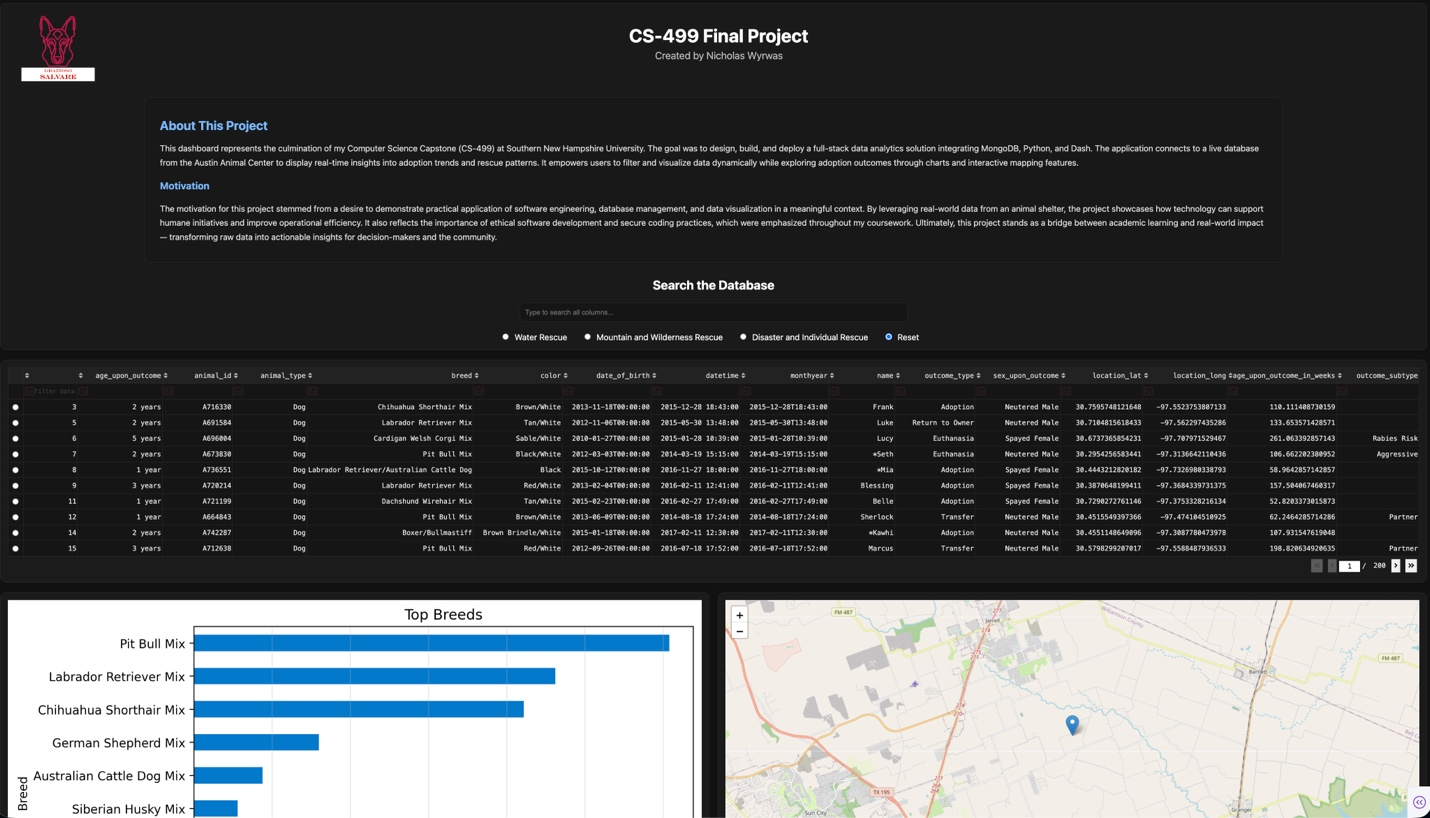 GRAZIOSO
SALVARE
CS-499 Final Project
Created by Nicholas Wyrwas
About This Project
This dashboard represents the culmination of my Computer Science Capstone (CS-499) at Southern New Hampshire University. The goal was to design, build, and deploy a full-stack data analytics solution integrating MongoDB, Python, and Dash. The application connects to a live database
from the Austin Animal Center to display real-time insights into adoption trends and rescue patterns. It empowers users to filter and visualize data dynamically while exploring adoption outcomes through charts and interactive mapping features.
Motivation
The motivation for this project stemmed from a desire to demonstrate practical application of software engineering, database management, and data visualization in a meaningful context. By leveraging real-world data from an animal shelter, the project showcases how technology can support
humane initiatives and improve operational efficiency. It also reflects the importance of ethical software development and secure coding practices, which were emphasized throughout my coursework. Ultimately, this project stands as a bridge between academic learning and real-world impact
— transforming raw data into actionable insights for decision-makers and the community.
Search the Database
Type to search all columns...
Water Rescue Mountain and Wilderness Rescue Disaster and Individual Rescue Reset
age_upon_outcome animal_id animal_type breed color date_of_birth datetime monthyear name outcome_type sex_upon_outcome location_lat location_long age_upon_outcome_in_weeks outcome_subtype
filter data
3 2 years A716330 Dog Chihuahua Shorthair Mix Brown/White 2013-11-18T00:00:00 2015-12-28 18:43:00 2015-12-28T18:43:00 Frank Adoption Neutered Male 30.7595748121648 -97.5523753807133 110.111408730159
5 2 years A691584 Dog Labrador Retriever Mix Tan/White 2012-11-06T00:00:00 2015-05-30 13:48:00 2015-05-30T13:48:00 Luke Return to Owner Neutered Male 30.7104815618433 -97.562297435286 133.653571428571
6 5 years A696004 Dog Cardigan Welsh Corgi Mix Sable/White 2010-01-27T00:00:00 2015-01-28 10:39:00 2015-01-28T10:39:00 Lucy Euthanasia Spayed Female 30.6737365854231 -97.707971529467 261.063392857143 Rabies Risk
7 2 years A673830 Dog Pit Bull Mix Black/White 2012-03-03T00:00:00 2014-03-19 15:15:00 2014-03-19T15:15:00 *Seth Euthanasia Neutered Male 30.2954256583441 -97.3136642110436 106.662202380952 Aggressive
8 1 year A736551 Dog Labrador Retriever/Australian Cattle Dog Black 2015-10-12T00:00:00 2016-11-27 18:00:00 2016-11-27T18:00:00 *Mia Adoption Spayed Female 30.4443212820182 -97.7326980338793 58.9642857142857
9 3 years A720214 Dog Labrador Retriever Mix Red/White 2013-02-04T00:00:00 2016-02-11 12:41:00 2016-02-11T12:41:00 Blessing Adoption Spayed Female 30.3870648199411 -97.3684339731375 157.504067460317
11 1 year A721199 Dog Dachshund Wirehair Mix Tan/White 2015-02-23T00:00:00 2016-02-27 17:49:00 2016-02-27T17:49:00 Belle Adoption Spayed Female 30.7290272761146 -97.3753328216134 52.8203373015873
12 1 year A664843 Dog Pit Bull Mix Brown/White 2013-06-09T00:00:00 2014-08-18 17:24:00 2014-08-18T17:24:00 Sherlock Transfer Neutered Male 30.4515549397366 -97.474104510925 62.2464285714286 Partner
14 2 years A742287 Dog Boxer/Bullmastiff Brown Brindle/White 2015-01-18T00:00:00 2017-02-11 12:30:00 2017-02-11T12:30:00 *Kawhi Adoption Neutered Male 30.4551148649096 -97.3087780473978 107.931547619048
15 3 years A712638 Dog Pit Bull Mix Red/White 2012-09-26T00:00:00 2016-07-18 17:52:00 2016-07-18T17:52:00 Marcus Transfer Neutered Male 30.5798299207017 -97.5588487936533 198.820634920635 Partner
1 / 200
Top Breeds
Pit Bull Mix
Labrador Retriever Mix
Chihuahua Shorthair Mix
German Shepherd Mix
Australian Cattle Dog Mix
Siberian Husky Mix
Breed
+
−
FM 487
Jarrell
Williamson County
FM 487
Bartlett
TX 195
Sun City
Granger